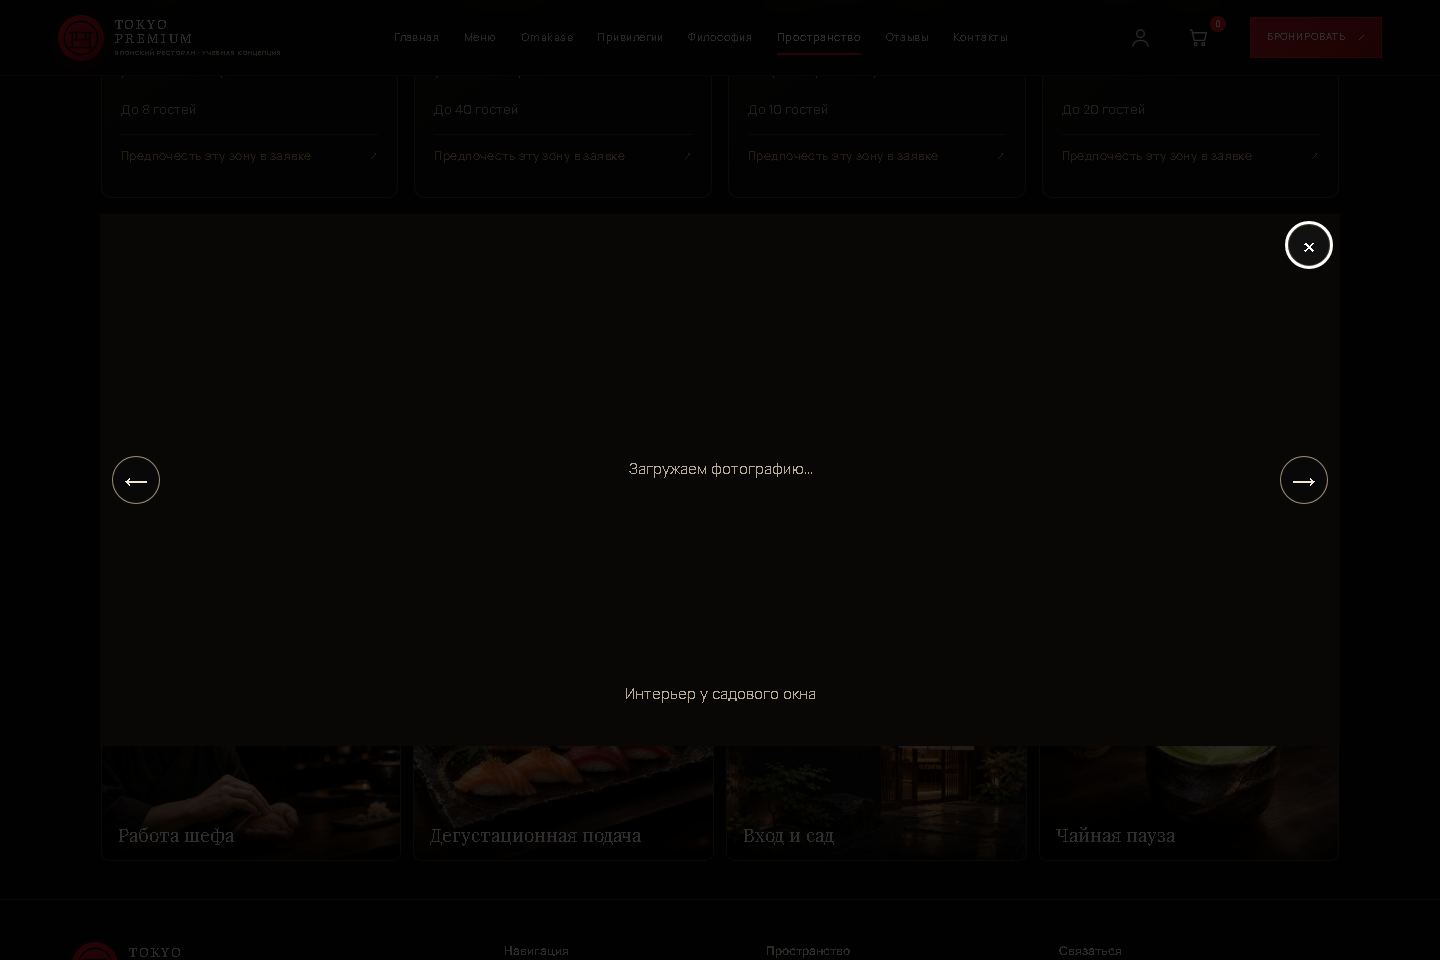 TOKYO
PREMIUM
ЯПОНСКИЙ РЕСТОРАН · УЧЕБНАЯ КОНЦЕПЦИЯ
Главная Меню Omakase Привилегии Философия Пространство Отзывы Контакты
0
БРОНИРОВАТЬ
До 8 гостей
До 40 гостей
До 10 гостей
До 20 гостей
Предпочесть эту зону в заявке
Предпочесть эту зону в заявке
Предпочесть эту зону в заявке
Предпочесть эту зону в заявке
Загружаем фотографию...
Интерьер у садового окна
Работа шефа
Дегустационная подача
Вход и сад
Чайная пауза
TOKYO
Навигация
Пространство
Связаться